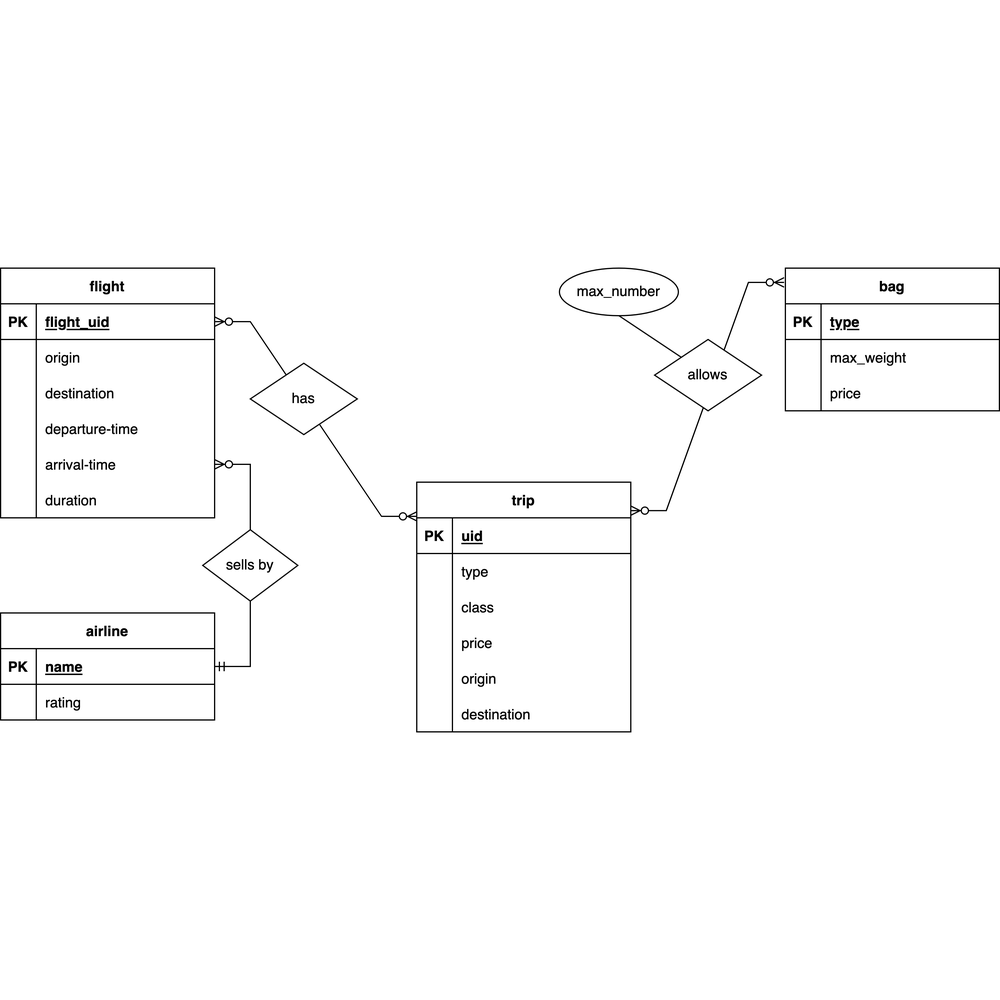 flight
PK flight_uid
origin
destination
departure-time
arrival-time
duration
has
sells by
airline
PK name
rating
max_number
allows
bag
PK type
max_weight
price
trip
PK uid
type
class
price
origin
destination